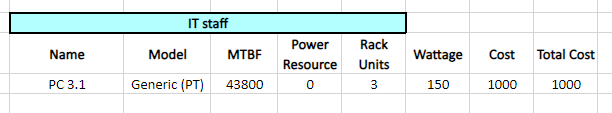 IT staff
Name Model MTBF Power Resource Rack Units Wattage Cost Total Cost
PC 3.1 Generic (PT) 43800 0 3 150 1000 1000